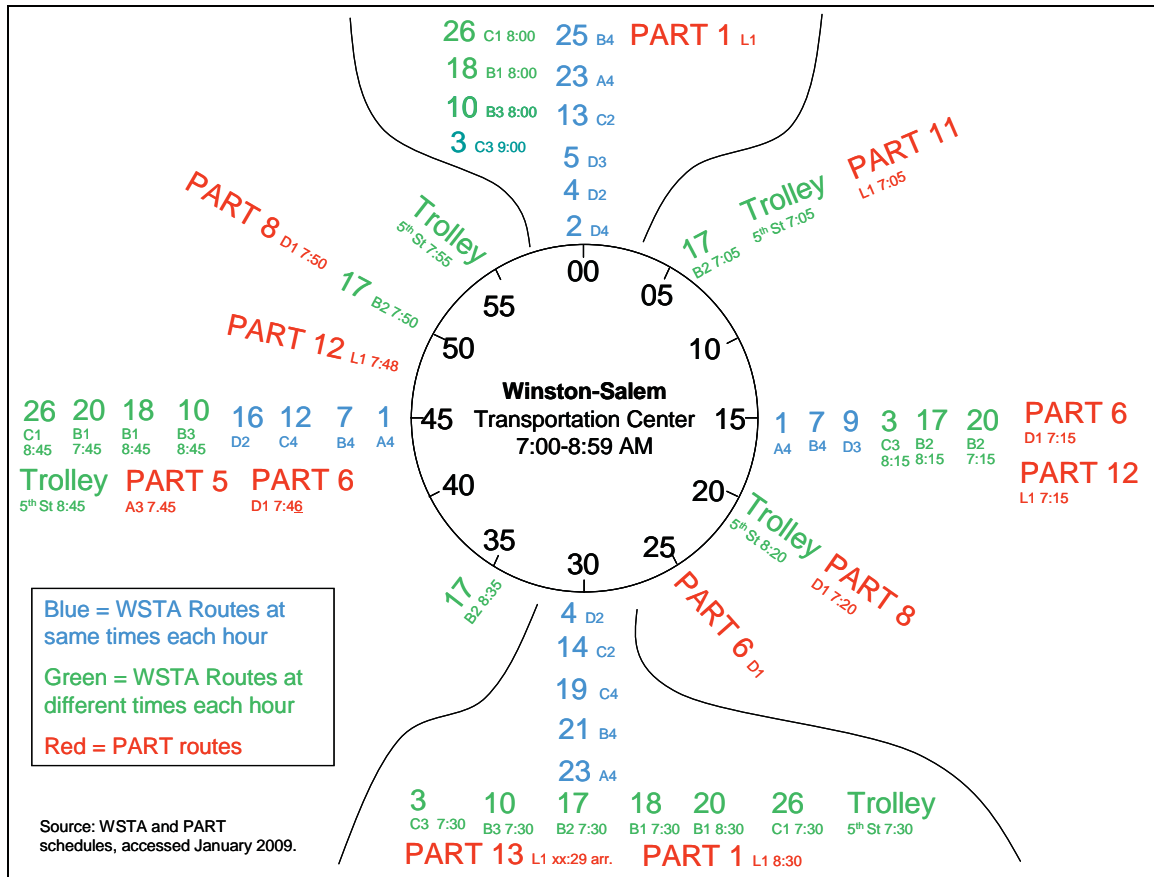 26 C1 8:00 25 B4 PART 1 L1
18 B1 8:00 23 A4
10 B3 8:00 13 C2
3 C3 9:00
5 D3
4 D2
2 D4
PART 11
L1 7:05
Trolley
5th St 7:05
17
B2 7:05
PART 8 D1 7:50
Trolley
5th St 7:55
17 B2 7:50
PART 12 L1 7:48
00
05
10
15
20
25
30
35
40
45
50
55
Winston-Salem
Transportation Center
7:00-8:59 AM
26 20 18 10 16 12 7 1
C1 B1 B1 B3 D2 C4 B4 A4
8:45 7:45 8:45 8:45
Trolley PART 5 PART 6
5th St 8:45 A3 7.45 D1 7:46
1 7 9 3 17 20 PART 6
A4 B4 D3 C3 B2 B2 D1 7:15
8:15 8:15 7:15
PART 12
L1 7:15
Trolley
5th St 8:20
PART 8
D1 7:20
PART 6 D1
17
B2 8:35
4 D2
14 C2
19 C4
21 B4
23 A4
3 10 17 18 20 26 Trolley
C3 7:30 B3 7:30 B2 7:30 B1 7:30 B1 8:30 C1 7:30 5th St 7:30
PART 13 L1 xx:29 arr. PART 1 L1 8:30
Blue = WSTA Routes at
same times each hour
Green = WSTA Routes at
different times each hour
Red = PART routes
Source: WSTA and PART
schedules, accessed January 2009.